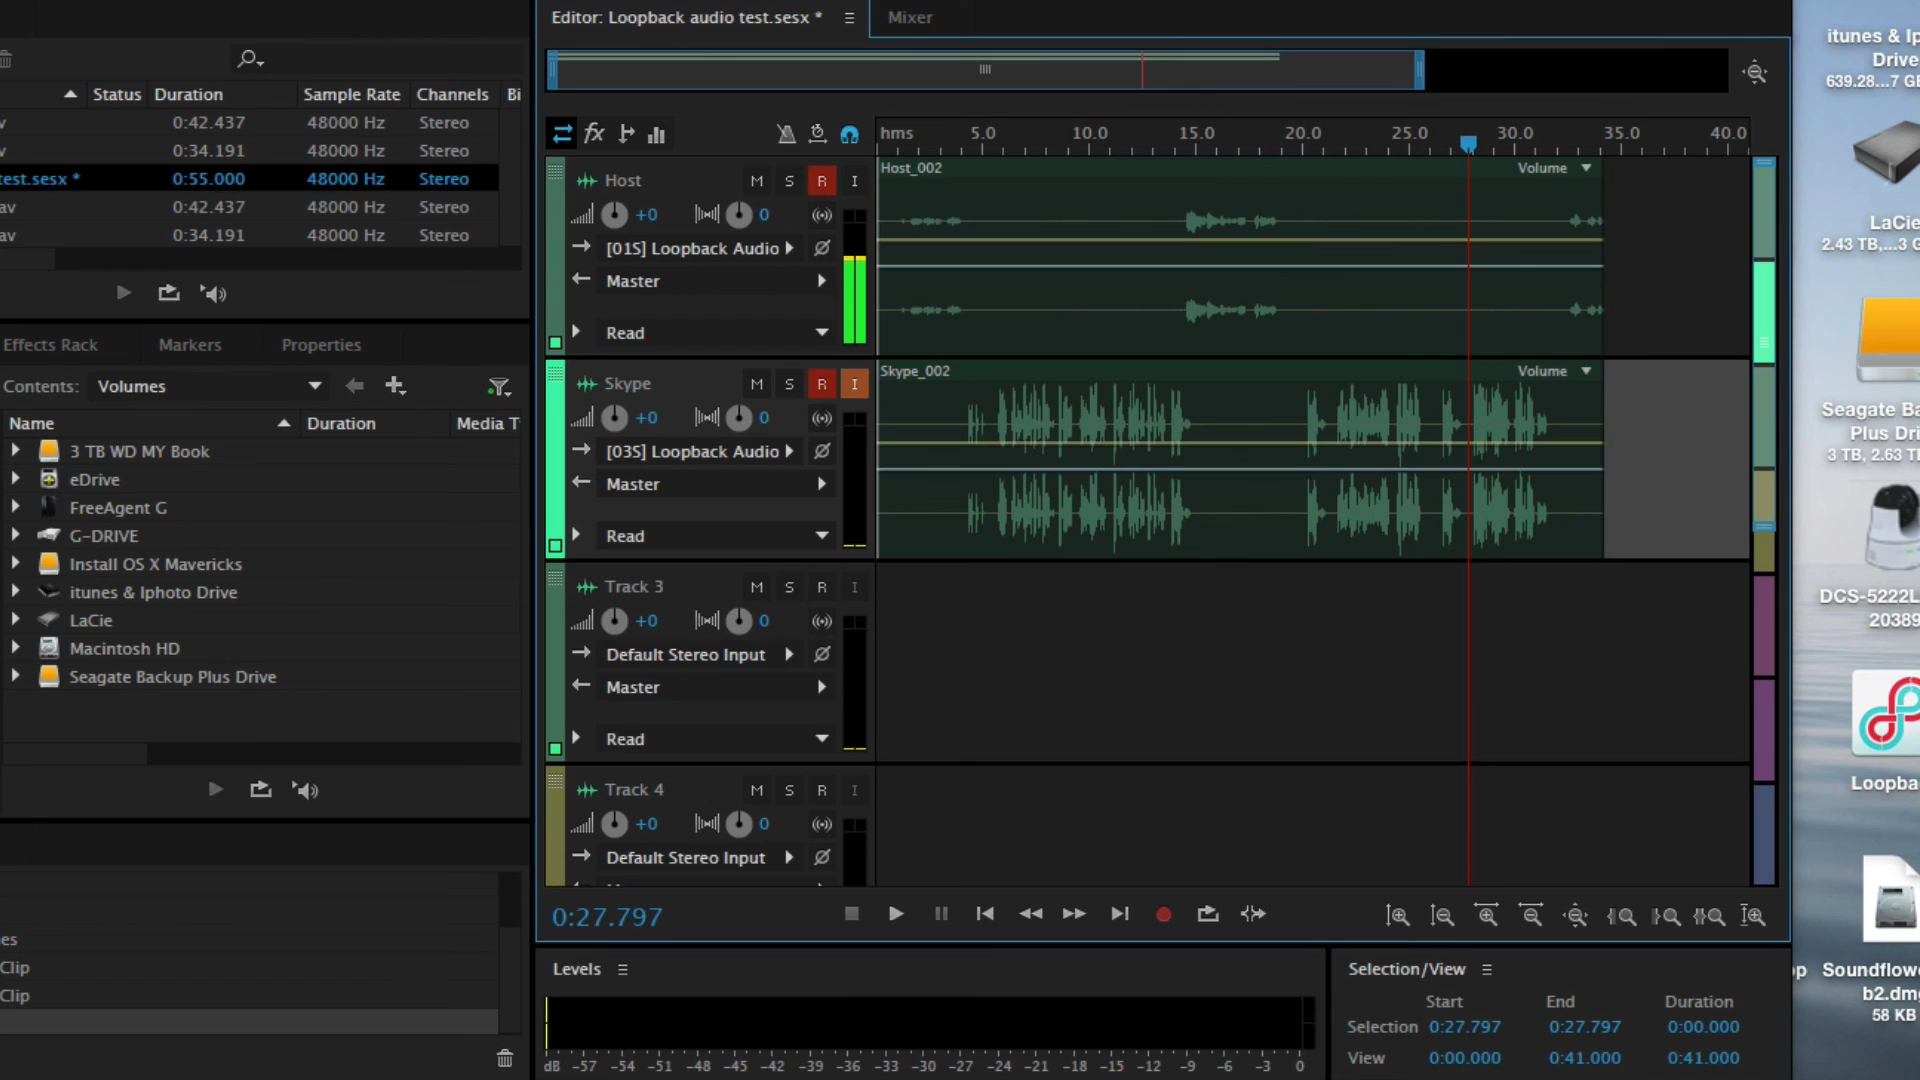 Editor: Loopback audio test.sesx *
Mixer
Status Duration Sample Rate Channels Bi
v 0:42.437 48000 Hz Stereo
v 0:34.191 48000 Hz Stereo
test.sesx * 0:55.000 48000 Hz Stereo
av 0:42.437 48000 Hz Stereo
av 0:34.191 48000 Hz Stereo
Effects Rack Markers Properties
Contents: Volumes
Name Duration Media T
3 TB WD MY Book
eDrive
FreeAgent G
G-DRIVE
Install OS X Mavericks
itunes & Iphoto Drive
LaCie
Macintosh HD
Seagate Backup Plus Drive
es
Clip
Clip
fx
hms 5.0 10.0 15.0 20.0 25.0 30.0 35.0 40.0
Host M S R I
+0 0
[01S] Loopback Audio
Master
Read
Host_002 Volume
Skype M S R I
+0 0
[03S] Loopback Audio
Master
Read
Skype_002 Volume
Track 3 M S R I
+0 0
Default Stereo Input
Master
Read
Track 4 M S R I
+0 0
Default Stereo Input
0:27.797
Levels
dB -57 -54 -51 -48 -45 -42 -39 -36 -33 -30 -27 -24 -21 -18 -15 -12 -9 -6 -3 0
Selection/View
Start End Duration
Selection 0:27.797 0:27.797 0:00.000
View 0:00.000 0:41.000 0:41.000
itunes & Ip
Drive
639.28...7 GB
LaCie
2.43 TB,...3 G
Seagate Ba
Plus Dri
3 TB, 2.63 T
DCS-5222L
20389
Loopba
op
Soundflow
b2.dmg
58 KB